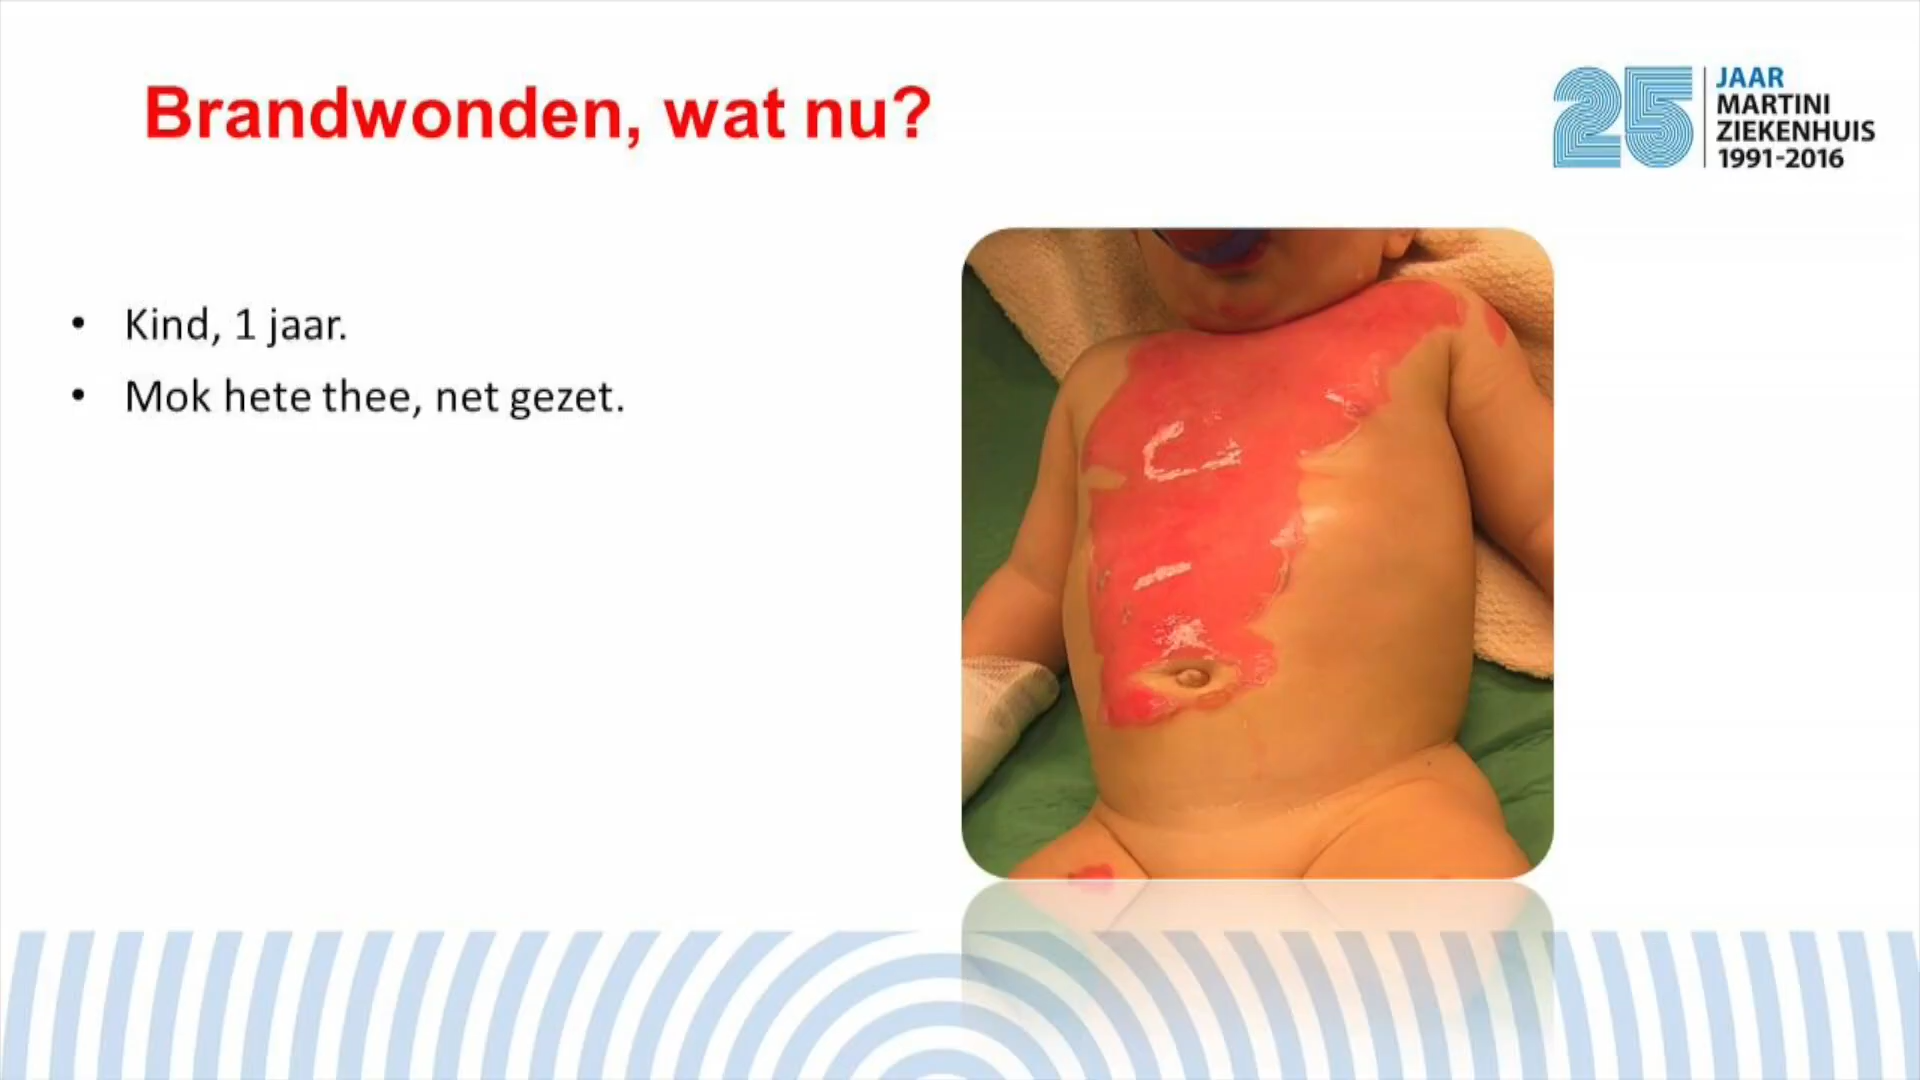 Brandwonden, wat nu?
25 JAAR
MARTINI
ZIEKENHUIS
1991-2016
• Kind, 1 jaar.
• Mok hete thee, net gezet.